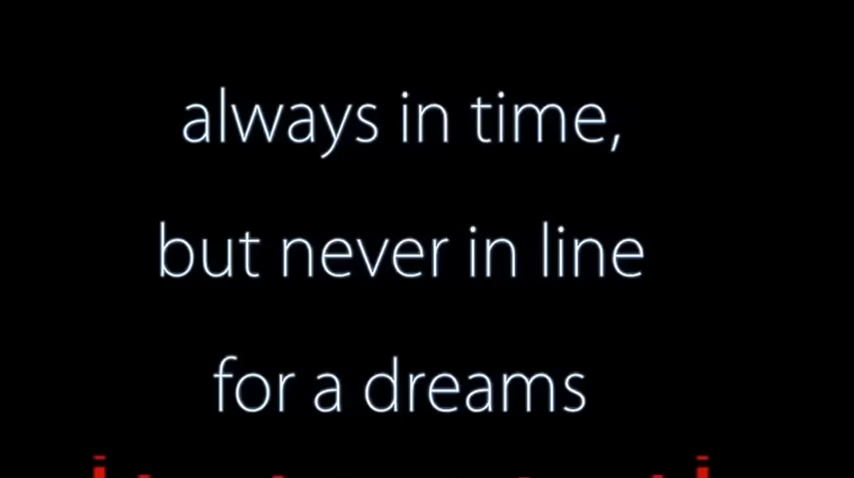 always in time,
but never in line
for a dreams